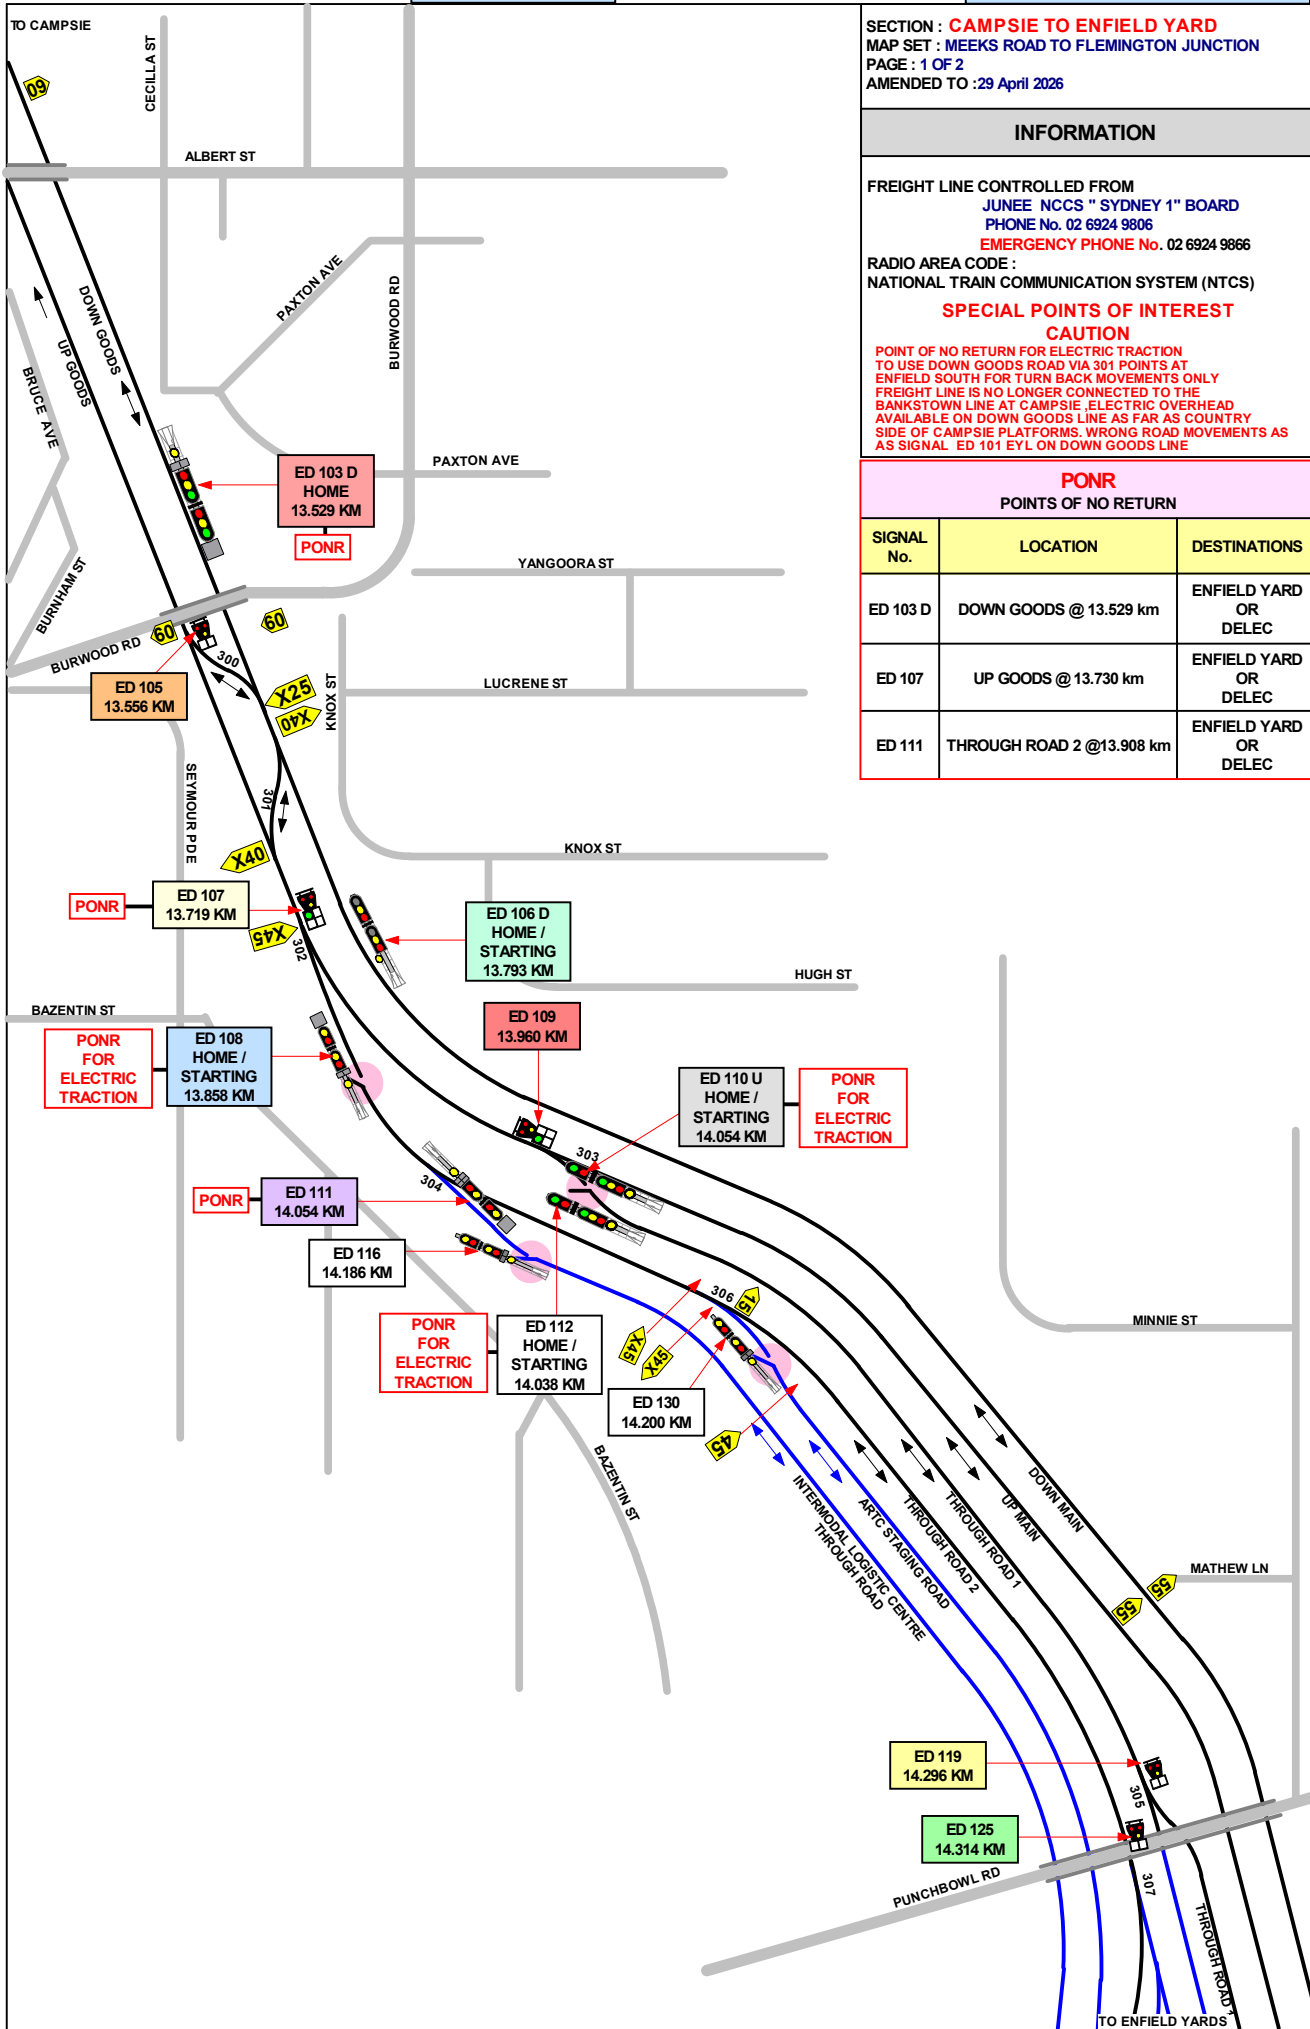 TO CAMPSIE
SECTION : CAMPSIE TO ENFIELD YARD
MAP SET : MEEKS ROAD TO FLEMINGTON JUNCTION
PAGE : 1 OF 2
AMENDED TO :29 April 2026
INFORMATION
FREIGHT LINE CONTROLLED FROM
JUNEE NCCS " SYDNEY 1" BOARD
PHONE No. 02 6924 9806
EMERGENCY PHONE No. 02 6924 9866
RADIO AREA CODE :
NATIONAL TRAIN COMMUNICATION SYSTEM (NTCS)
SPECIAL POINTS OF INTEREST
CAUTION
POINT OF NO RETURN FOR ELECTRIC TRACTION
TO USE DOWN GOODS ROAD VIA 301 POINTS AT
ENFIELD SOUTH FOR TURN BACK MOVEMENTS ONLY
FREIGHT LINE IS NO LONGER CONNECTED TO THE
BANKSTOWN LINE AT CAMPSIE ,ELECTRIC OVERHEAD
AVAILABLE ON DOWN GOODS LINE AS FAR AS COUNTRY
SIDE OF CAMPSIE PLATFORMS. WRONG ROAD MOVEMENTS AS
AS SIGNAL ED 101 EYL ON DOWN GOODS LINE
PONR
POINTS OF NO RETURN
SIGNAL No. LOCATION DESTINATIONS
ED 103 D DOWN GOODS @ 13.529 km ENFIELD YARD OR DELEC
ED 107 UP GOODS @ 13.730 km ENFIELD YARD OR DELEC
ED 111 THROUGH ROAD 2 @13.908 km ENFIELD YARD OR DELEC
60
CECILLA ST
ALBERT ST
PAXTON AVE
BURWOOD RD
DOWN GOODS
UP GOODS
BRUCE AVE
ED 103 D
HOME
13.529 KM
PONR
PAXTON AVE
YANGOORA ST
BURNHAM ST
BURWOOD RD
60
60
300
ED 105
13.556 KM
X25
X40
KNOX ST
LUCRENE ST
SEYMOUR PDE
301
X40
KNOX ST
PONR
ED 107
13.719 KM
X45
302
ED 106 D
HOME /
STARTING
13.793 KM
HUGH ST
BAZENTIN ST
PONR
FOR
ELECTRIC
TRACTION
ED 108
HOME /
STARTING
13.858 KM
ED 109
13.960 KM
ED 110 U
HOME /
STARTING
14.054 KM
PONR
FOR
ELECTRIC
TRACTION
303
304
PONR
ED 111
14.054 KM
ED 116
14.186 KM
PONR
FOR
ELECTRIC
TRACTION
ED 112
HOME /
STARTING
14.038 KM
306
15
X45
X45
ED 130
14.200 KM
45
MINNIE ST
BAZENTIN ST
INTERMODAL LOGISTIC CENTRE
THROUGH ROAD
ARTC STAGING ROAD
THROUGH ROAD 2
THROUGH ROAD 1
UP MAIN
DOWN MAIN
MATHEW LN
55
55
ED 119
14.296 KM
305
ED 125
14.314 KM
PUNCHBOWL RD
307
THROUGH ROAD 1
TO ENFIELD YARDS